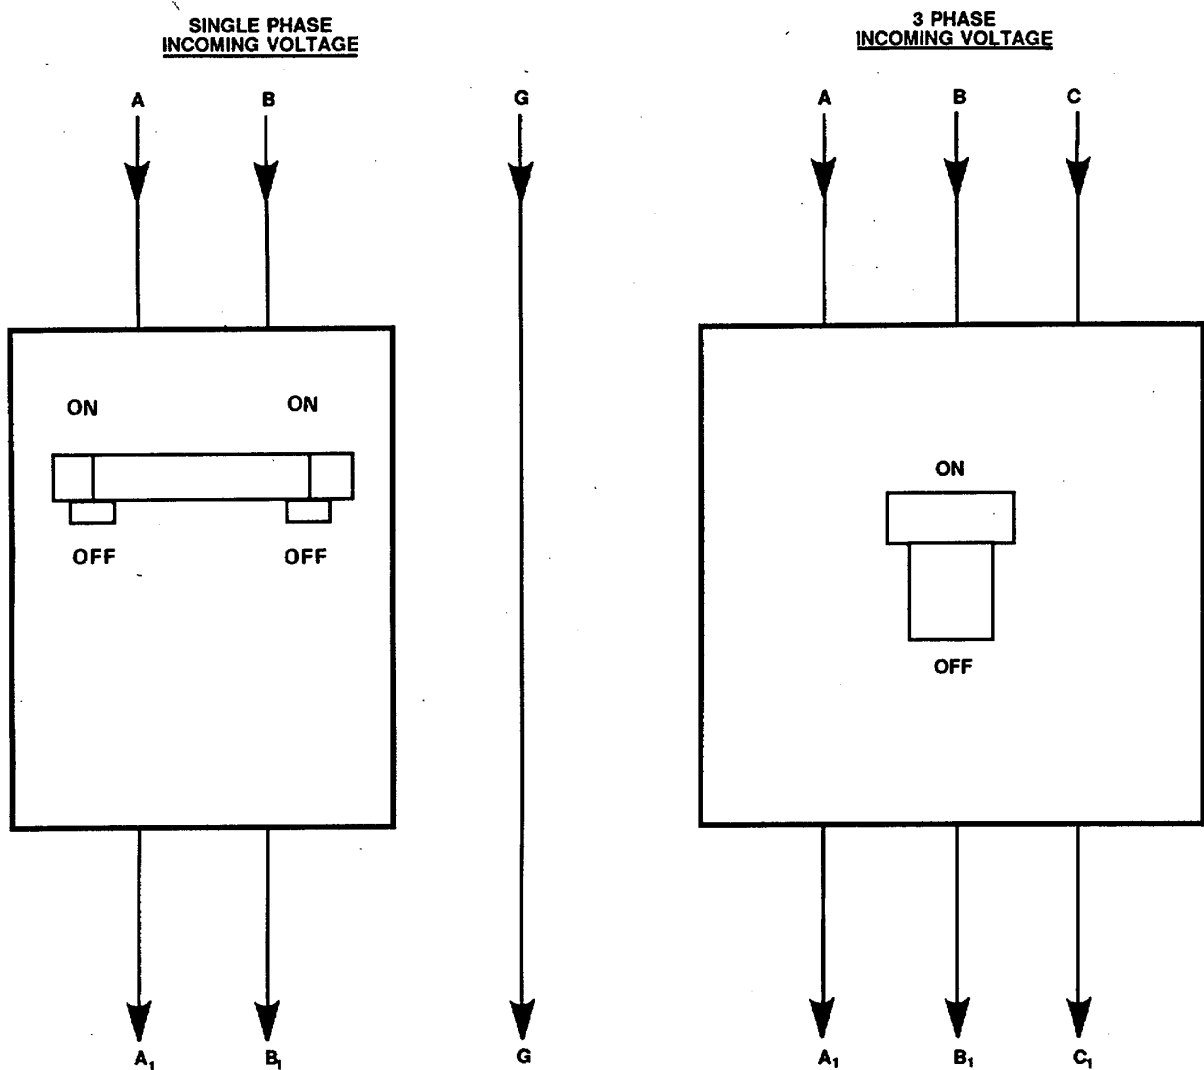 SINGLE PHASE
INCOMING VOLTAGE
3 PHASE
INCOMING VOLTAGE
A B G A B C
ON ON
OFF OFF
ON
OFF
A₁ B₁ G A₁ B₁ C₁